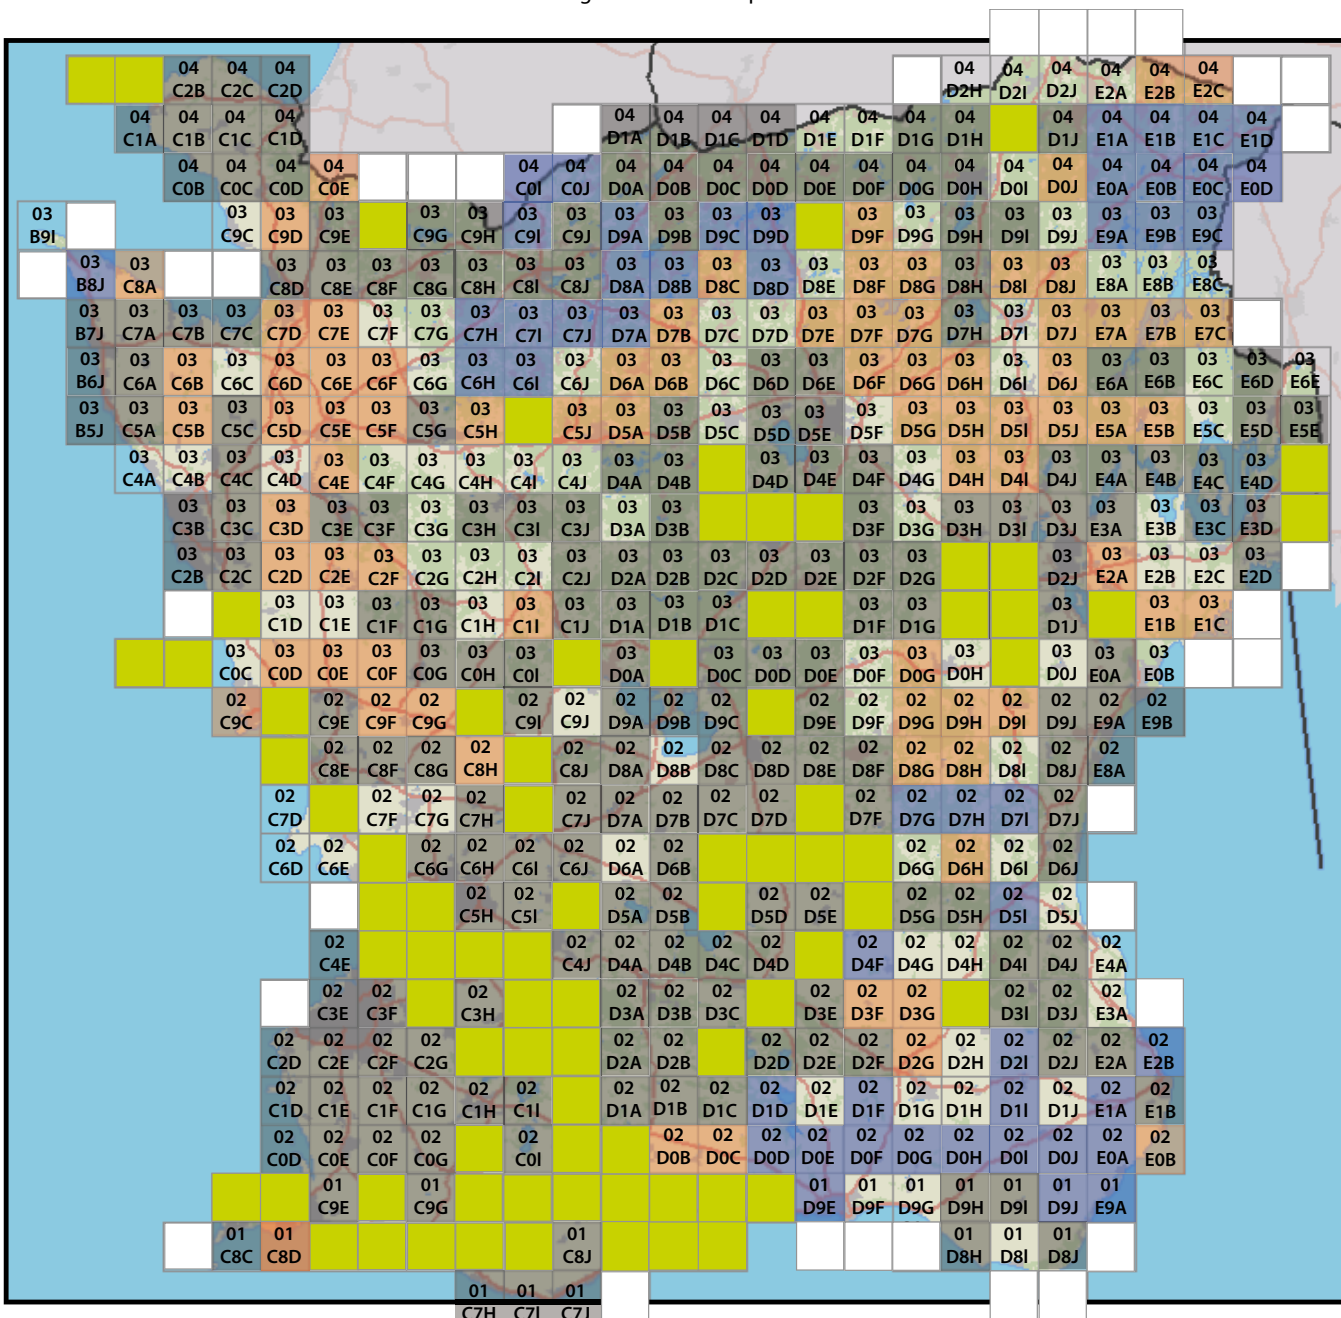 04 04 04 04 04 04 04 04 04
C2B C2C C2D D2H D2I D2J E2A E2B E2C
04 04 04 04 04 04 04 04 04 04 04 04 04 04 04 04 04
C1A C1B C1C C1D D1A D1B D1C D1D D1E D1F D1G D1H D1J E1A E1B E1C E1D
04 04 04 04 04 04 04 04 04 04 04 04 04 04 04 04 04 04 04 04
C0B C0C C0D C0E C0I C0J D0A D0B D0C D0D D0E D0F D0G D0H D0I D0J E0A E0B E0C E0D
03 03 03 03 03 03 03 03 03 03 03 03 03 03 03 03 03 03 03 03
B9I C9C C9D C9E C9G C9H C9I C9J D9A D9B D9C D9D D9F D9G D9H D9I D9J E9A E9B E9C
03 03 03 03 03 03 03 03 03 03 03 03 03 03 03 03 03 03 03 03 03 03
B8J C8A C8D C8E C8F C8G C8H C8I C8J D8A D8B D8C D8D D8E D8F D8G D8H D8I D8J E8A E8B E8C
03 03 03 03 03 03 03 03 03 03 03 03 03 03 03 03 03 03 03 03 03 03 03 03
B7J C7A C7B C7C C7D C7E C7F C7G C7H C7I C7J D7A D7B D7C D7D D7E D7F D7G D7H D7I D7J E7A E7B E7C
03 03 03 03 03 03 03 03 03 03 03 03 03 03 03 03 03 03 03 03 03 03 03 03 03 03
B6J C6A C6B C6C C6D C6E C6F C6G C6H C6I C6J D6A D6B D6C D6D D6E D6F D6G D6H D6I D6J E6A E6B E6C E6D E6E
03 03 03 03 03 03 03 03 03 03 03 03 03 03 03 03 03 03 03 03 03 03 03 03 03
B5J C5A C5B C5C C5D C5E C5F C5G C5H C5J D5A D5B D5C D5D D5E D5F D5G D5H D5I D5J E5A E5B E5C E5D E5E
03 03 03 03 03 03 03 03 03 03 03 03 03 03 03 03 03 03 03 03 03 03 03
C4A C4B C4C C4D C4E C4F C4G C4H C4I C4J D4A D4B D4D D4E D4F D4G D4H D4I D4J E4A E4B E4C E4D
03 03 03 03 03 03 03 03 03 03 03 03 03 03 03 03 03 03 03 03
C3B C3C C3D C3E C3F C3G C3H C3I C3J D3A D3B D3F D3G D3H D3I D3J E3A E3B E3C E3D
03 03 03 03 03 03 03 03 03 03 03 03 03 03 03 03 03 03 03 03 03
C2B C2C C2D C2E C2F C2G C2H C2I C2J D2A D2B D2C D2D D2E D2F D2G D2J E2A E2B E2C E2D
03 03 03 03 03 03 03 03 03 03 03 03 03 03 03
C1D C1E C1F C1G C1H C1I C1J D1A D1B D1C D1F D1G D1J E1B E1C
03 03 03 03 03 03 03 03 03 03 03 03 03 03 03 03 03
C0C C0D C0E C0F C0G C0H C0I D0A D0C D0D D0E D0F D0G D0H D0J E0A E0B
02 02 02 02 02 02 02 02 02 02 02 02 02 02 02 02 02
C9C C9E C9F C9G C9I C9J D9A D9B D9C D9E D9F D9G D9H D9I D9J E9A E9B
02 02 02 02 02 02 02 02 02 02 02 02 02 02 02 02
C8E C8F C8G C8H C8J D8A D8B D8C D8D D8E D8F D8G D8H D8I D8J E8A
02 02 02 02 02 02 02 02 02 02 02 02 02 02
C7D C7F C7G C7H C7J D7A D7B D7C D7D D7F D7G D7H D7I D7J
02 02 02 02 02 02 02 02 02 02 02 02
C6D C6E C6G C6H C6I C6J D6A D6B D6G D6H D6I D6J
02 02 02 02 02 02 02 02 02 02
C5H C5I D5A D5B D5D D5E D5G D5H D5I D5J
02 02 02 02 02 02 02 02 02 02 02 02
C4E C4J D4A D4B D4C D4D D4F D4G D4H D4I D4J E4A
02 02 02 02 02 02 02 02 02 02 02 02
C3E C3F C3H D3A D3B D3C D3E D3F D3G D3I D3J E3A
02 02 02 02 02 02 02 02 02 02 02 02 02 02 02
C2D C2E C2F C2G D2A D2B D2D D2E D2F D2G D2H D2I D2J E2A E2B
02 02 02 02 02 02 02 02 02 02 02 02 02 02 02 02 02 02
C1D C1E C1F C1G C1H C1I D1A D1B D1C D1D D1E D1F D1G D1H D1I D1J E1A E1B
02 02 02 02 02 02 02 02 02 02 02 02 02 02 02 02
C0D C0E C0F C0G C0I D0B D0C D0D D0E D0F D0G D0H D0I D0J E0A E0B
01 01 01 01 01 01 01 01 01
C9E C9G D9E D9F D9G D9H D9I D9J E9A
01 01 01 01 01 01
C8C C8D C8J D8H D8I D8J
01 01 01
C7H C7I C7J